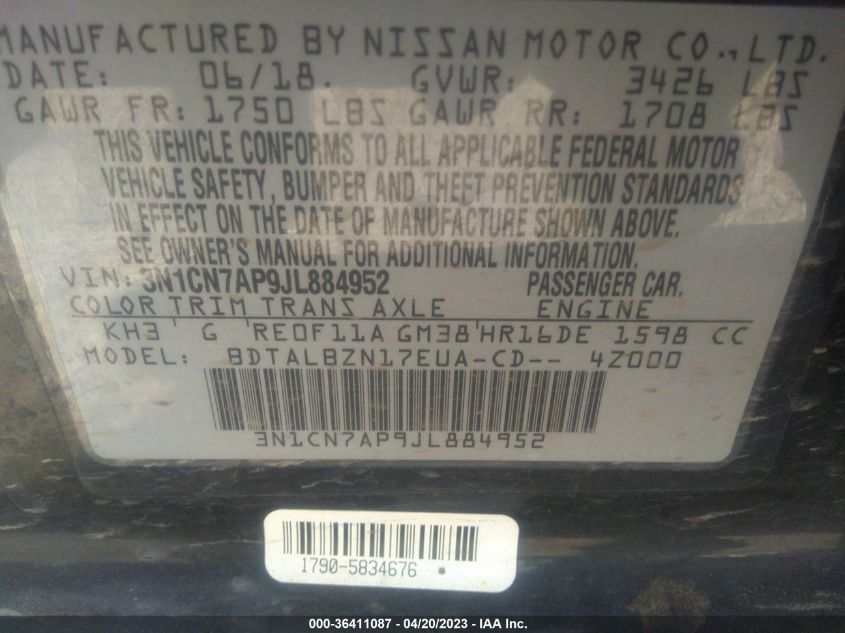 MANUFACTURED BY NISSAN MOTOR CO., LTD.
DATE: 06/18. GVWR: 3426 LBS
GAWR FR: 1750 LBS GAWR RR: 1708 LBS
THIS VEHICLE CONFORMS TO ALL APPLICABLE FEDERAL MOTOR
VEHICLE SAFETY, BUMPER AND THEFT PREVENTION STANDARDS
IN EFFECT ON THE DATE OF MANUFACTURE SHOWN ABOVE.
SEE OWNER'S MANUAL FOR ADDITIONAL INFORMATION.
VIN: 3N1CN7AP9JL884952 PASSENGER CAR.
COLOR TRIM TRANS AXLE ENGINE
KH3 ' G 'RE0F11A GM38'HR16DE 1598 CC
MODEL: BDTALBZN17EUA-CD-- 4Z000
3N1CN7AP9JL884952
1790-5834676 *
000-36411087 - 04/20/2023 - IAA Inc.